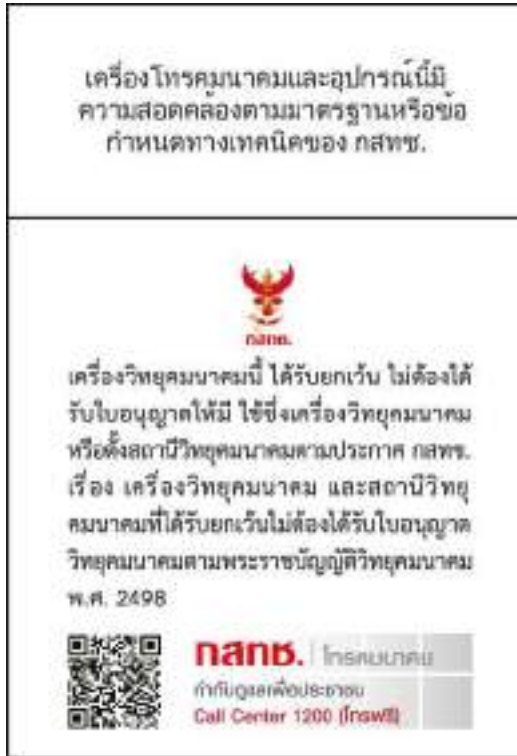 เครื่องโทรคมนาคมและอุปกรณ์นี้มี
ความสอดคล้องตามมาตรฐานหรือข้อ
กำหนดทางเทคนิคของ กสทช.
กสทช.
เครื่องวิทยุคมนาคมนี้ ได้รับยกเว้น ไม่ต้องได้
รับใบอนุญาตให้มี ใช้ซึ่งเครื่องวิทยุคมนาคม
หรือตั้งสถานีวิทยุคมนาคมตามประกาศ กสทช.
เรื่อง เครื่องวิทยุคมนาคม และสถานีวิทยุ
คมนาคมที่ได้รับยกเว้นไม่ต้องได้รับใบอนุญาต
วิทยุคมนาคมตามพระราชบัญญัติวิทยุคมนาคม
พ.ศ. 2498
กสทช. | โทรคมนาคม
กำกับดูแลเพื่อประชาชน
Call Center 1200 (โทรฟรี)